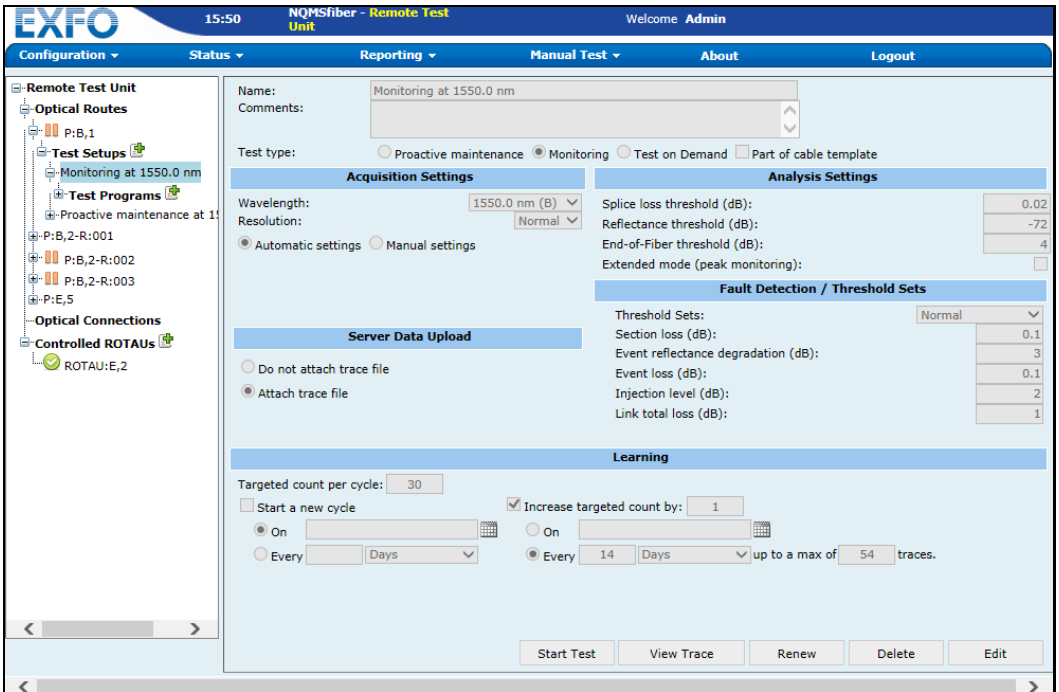 EXFO
15:50
NQMSfiber - Remote Test
Unit
Welcome Admin
Configuration
Status
Reporting
Manual Test
About
Logout
Remote Test Unit
Optical Routes
P:B,1
Test Setups
Monitoring at 1550.0 nm
Test Programs
Proactive maintenance at 1
P:B,2-R:001
P:B,2-R:002
P:B,2-R:003
P:E,5
Optical Connections
Controlled ROTAUs
ROTAU:E,2
Name: Monitoring at 1550.0 nm
Comments:
Test type: Proactive maintenance Monitoring Test on Demand Part of cable template
Acquisition Settings
Wavelength: 1550.0 nm (B)
Resolution: Normal
Automatic settings Manual settings
Server Data Upload
Do not attach trace file
Attach trace file
Analysis Settings
Splice loss threshold (dB): 0.02
Reflectance threshold (dB): -72
End-of-Fiber threshold (dB): 4
Extended mode (peak monitoring):
Fault Detection / Threshold Sets
Threshold Sets: Normal
Section loss (dB): 0.1
Event reflectance degradation (dB): 3
Event loss (dB): 0.1
Injection level (dB): 2
Link total loss (dB): 1
Learning
Targeted count per cycle: 30
Start a new cycle
On
Every Days
Increase targeted count by: 1
On
Every 14 Days up to a max of 54 traces.
Start Test
View Trace
Renew
Delete
Edit